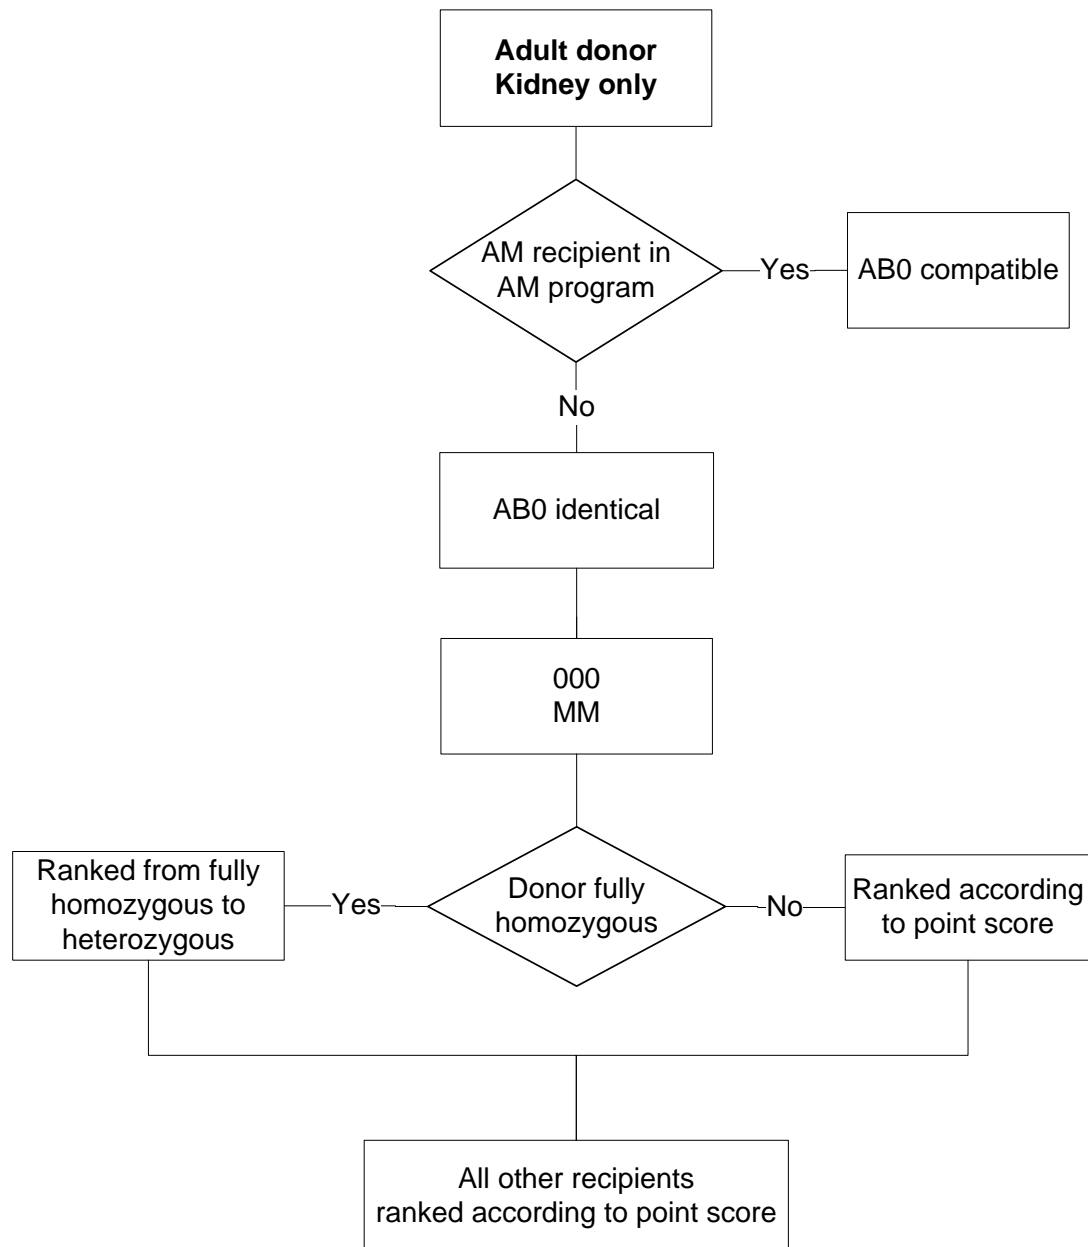 Adult donor
Kidney only
AM recipient in
AM program
Yes
AB0 compatible
No
AB0 identical
000
MM
Ranked from fully
homozygous to
heterozygous
Yes
Donor fully
homozygous
No
Ranked according
to point score
All other recipients
ranked according to point score